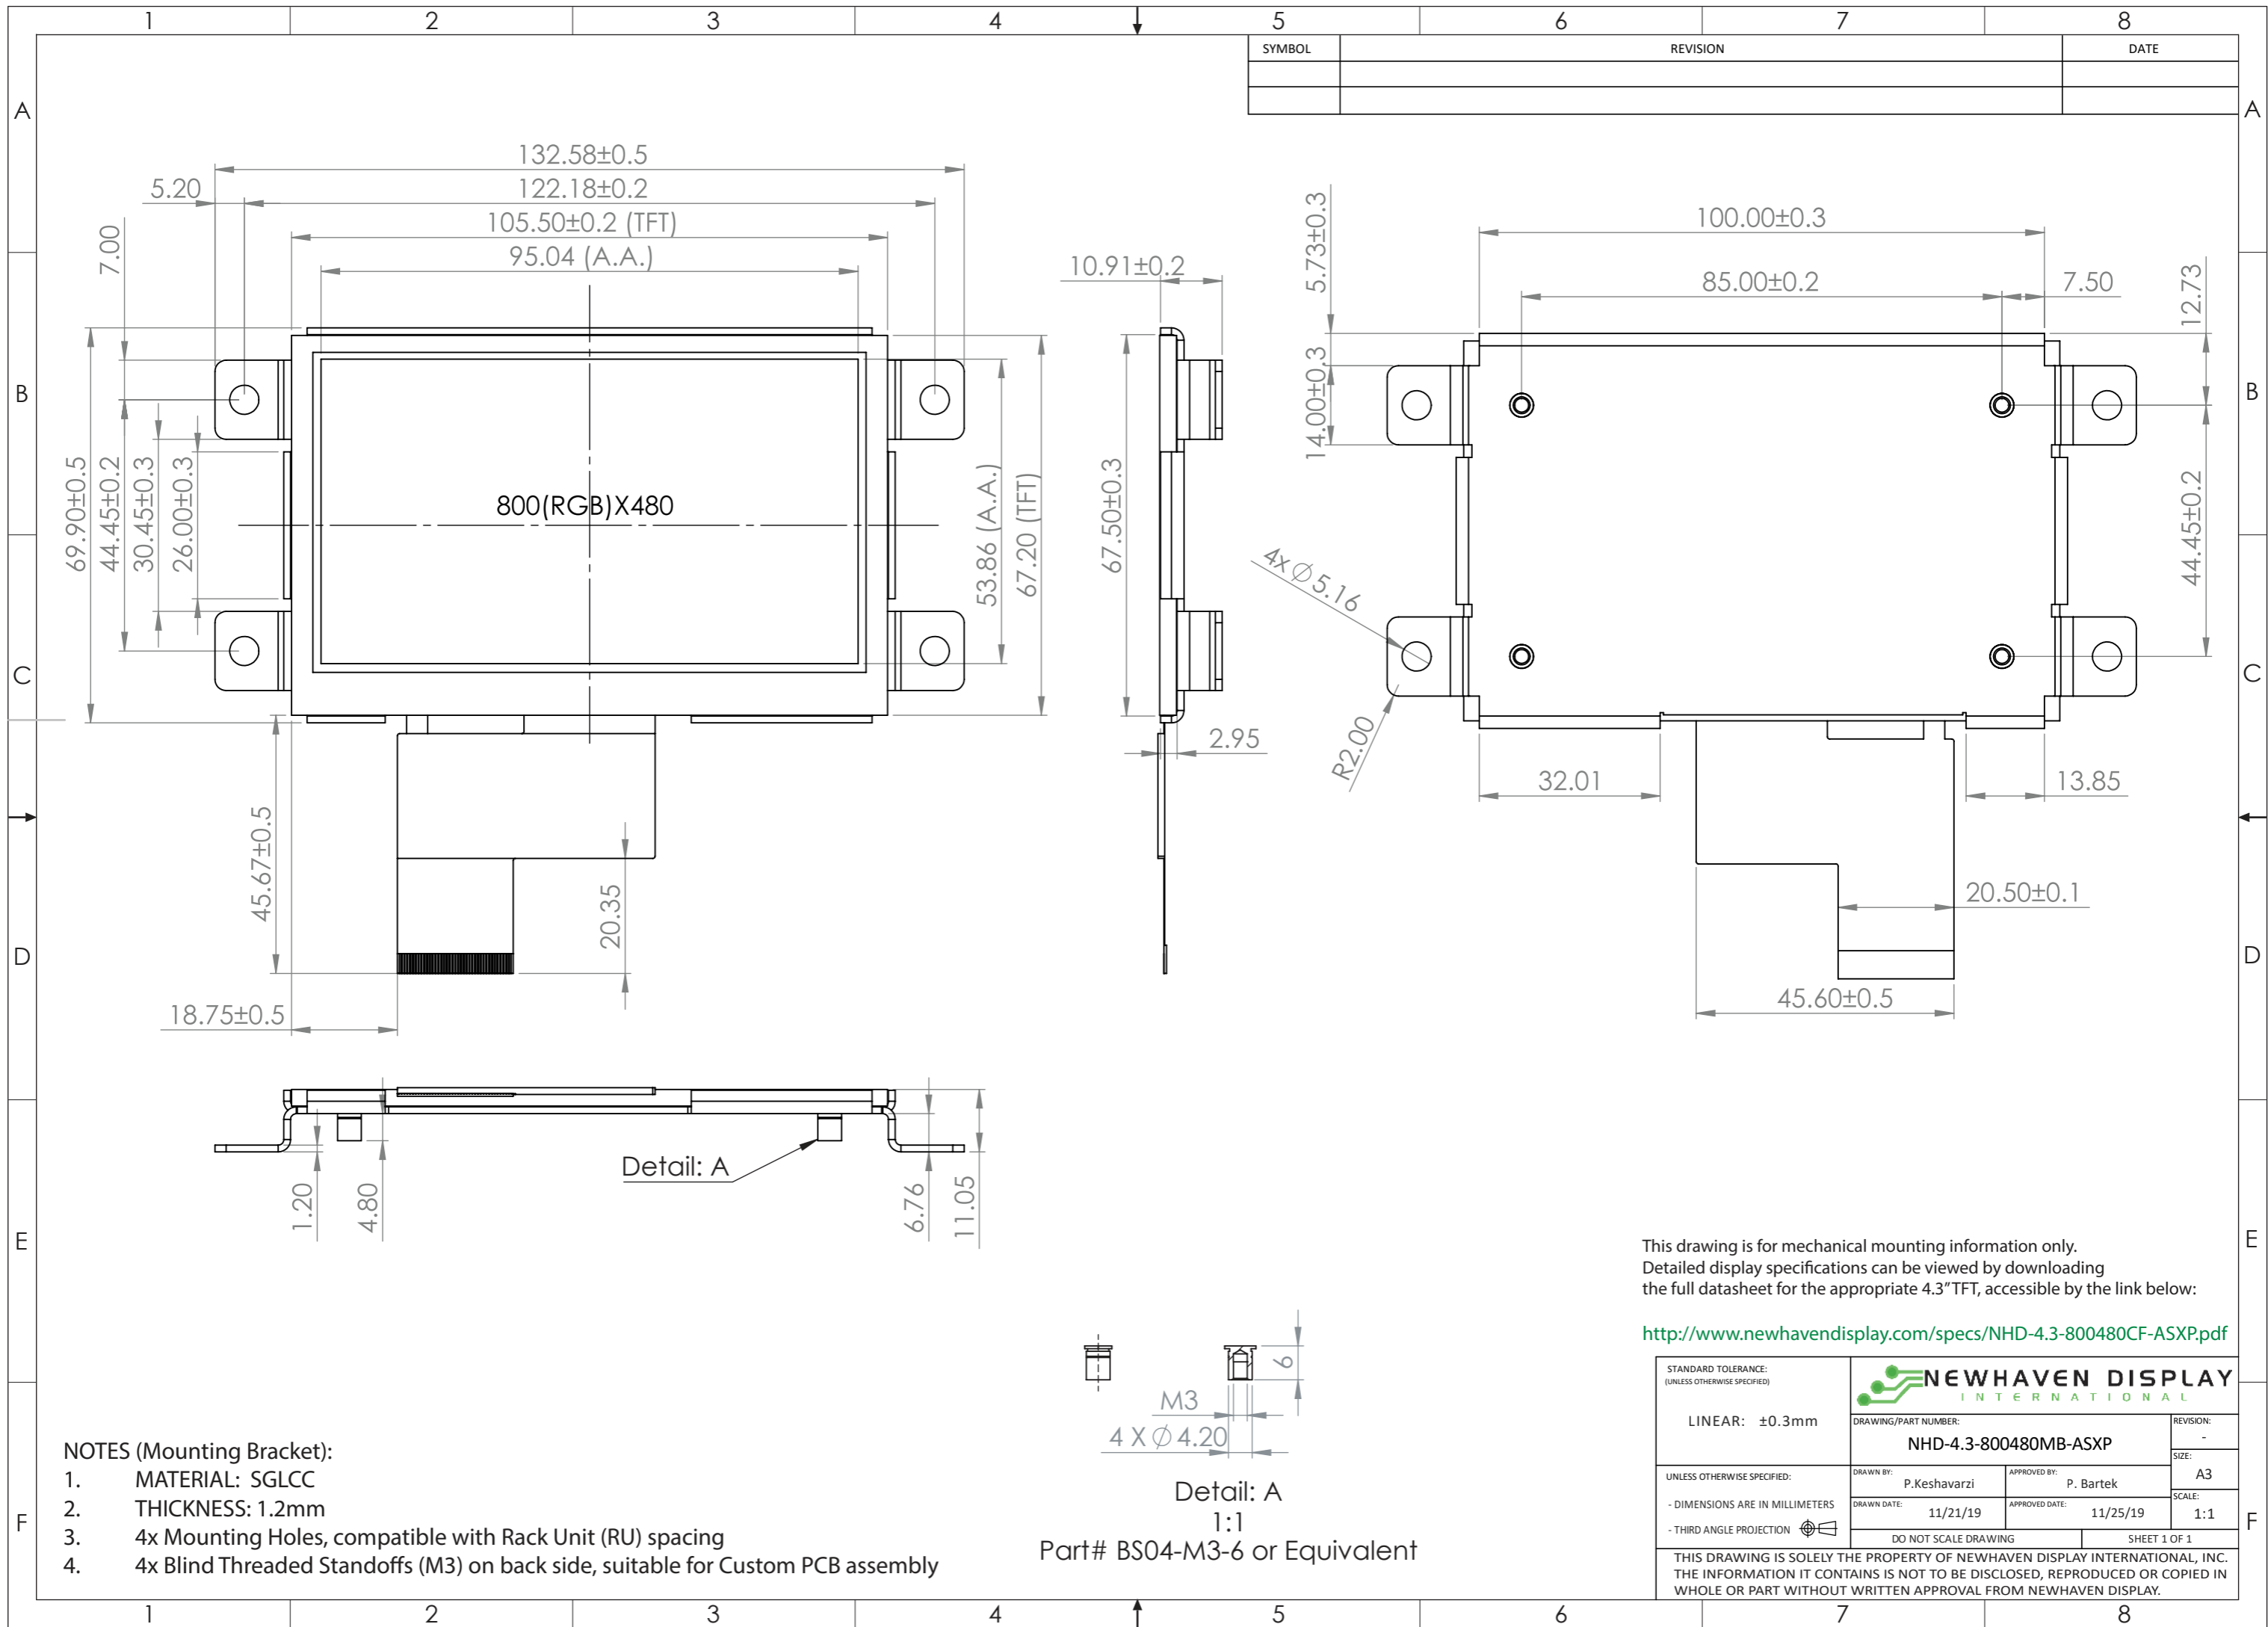 1 2 3 4 5 6 7 8
SYMBOL REVISION DATE
A A
B B
C C
D D
E E
F F
132.58±0.5
5.20 122.18±0.2
105.50±0.2 (TFT)
95.04 (A.A.)
7.00
69.90±0.5
44.45±0.2
30.45±0.3
26.00±0.3
800(RGB)X480
53.86 (A.A.)
67.20 (TFT)
45.67±0.5
20.35
18.75±0.5
10.91±0.2
67.50±0.3
2.95
5.73±0.3
14.00±0.3
100.00±0.3
85.00±0.2
7.50
12.73
44.45±0.2
4x Ø 5.16
R2.00
32.01
13.85
20.50±0.1
45.60±0.5
1.20
4.80
Detail: A
6.76
11.05
6
M3
4 X Ø 4.20
Detail: A
1:1
Part# BS04-M3-6 or Equivalent
NOTES (Mounting Bracket):
1. MATERIAL: SGLCC
2. THICKNESS: 1.2mm
3. 4x Mounting Holes, compatible with Rack Unit (RU) spacing
4. 4x Blind Threaded Standoffs (M3) on back side, suitable for Custom PCB assembly
This drawing is for mechanical mounting information only.
Detailed display specifications can be viewed by downloading
the full datasheet for the appropriate 4.3" TFT, accessible by the link below:
http://www.newhavendisplay.com/specs/NHD-4.3-800480CF-ASXP.pdf
STANDARD TOLERANCE:
(UNLESS OTHERWISE SPECIFIED)
LINEAR: ±0.3mm
NEWHAVEN DISPLAY
INTERNATIONAL
DRAWING/PART NUMBER:
NHD-4.3-800480MB-ASXP
REVISION:
-
SIZE:
A3
SCALE:
1:1
UNLESS OTHERWISE SPECIFIED:
- DIMENSIONS ARE IN MILLIMETERS
- THIRD ANGLE PROJECTION
DRAWN BY:
P.Keshavarzi
APPROVED BY:
P. Bartek
DRAWN DATE:
11/21/19
APPROVED DATE:
11/25/19
DO NOT SCALE DRAWING
SHEET 1 OF 1
THIS DRAWING IS SOLELY THE PROPERTY OF NEWHAVEN DISPLAY INTERNATIONAL, INC.
THE INFORMATION IT CONTAINS IS NOT TO BE DISCLOSED, REPRODUCED OR COPIED IN
WHOLE OR PART WITHOUT WRITTEN APPROVAL FROM NEWHAVEN DISPLAY.
1 2 3 4 5 6 7 8